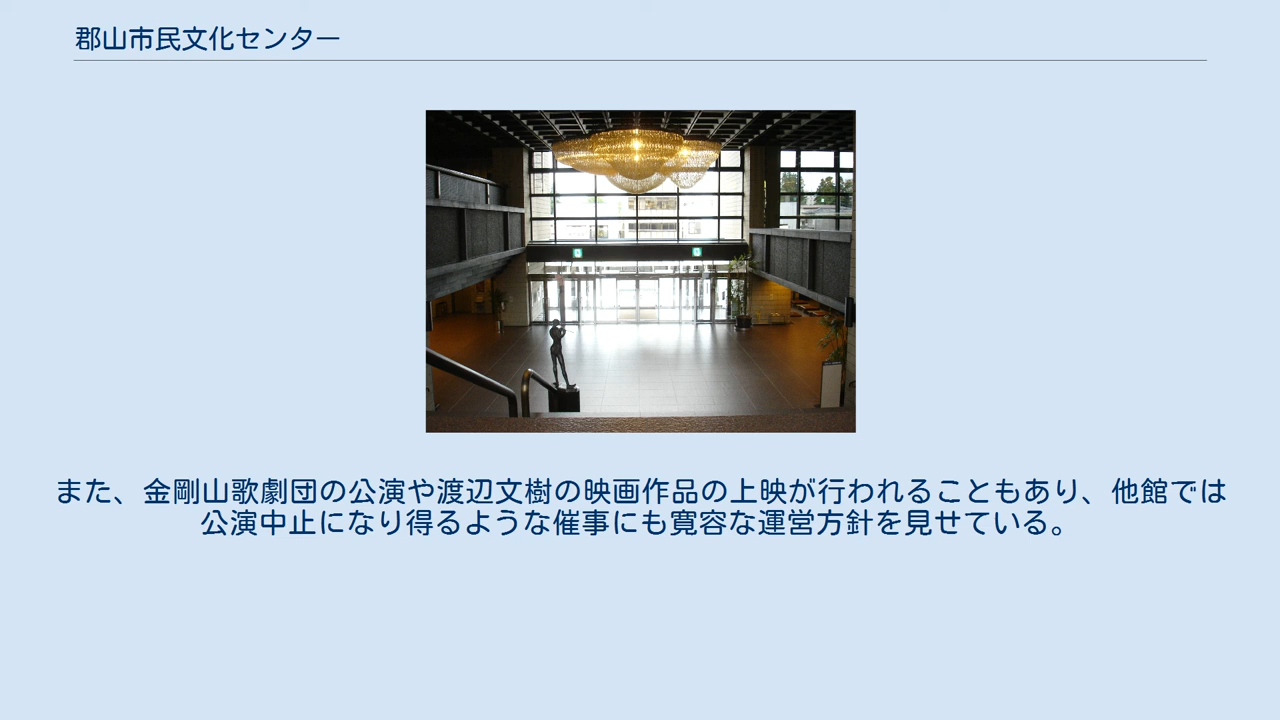 郡山市民文化センター
また、金剛山歌劇団の公演や渡辺文樹の映画作品の上映が行われることもあり、他館では
公演中止になり得るような催事にも寛容な運営方針を見せている。